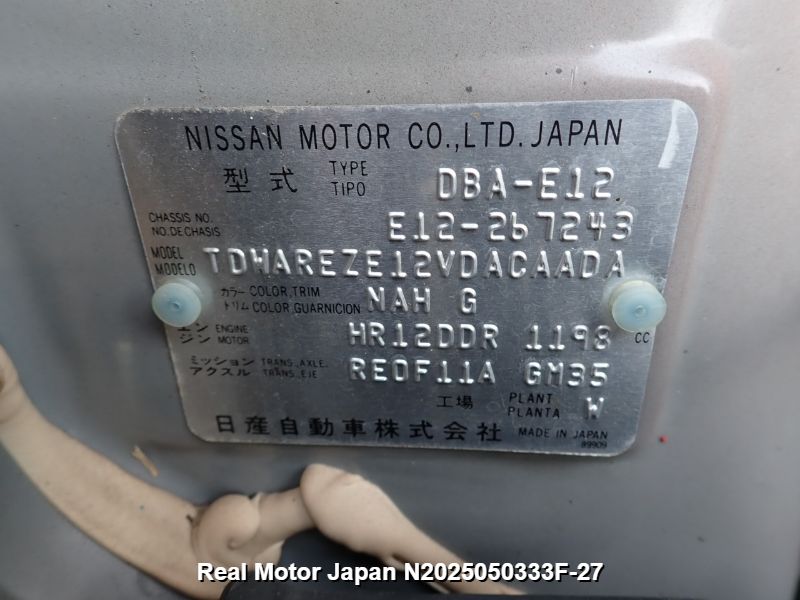 NISSAN MOTOR CO.,LTD. JAPAN
型式 TYPE TIPO DBA-E12
CHASSIS NO. NO.DE CHASIS E12-267243
MODEL MODELO TDWAREZE12VDACAADA
カラー COLOR,TRIM トリム COLOR,GUARNICION NAH G
エンジン ENGINE MOTOR HR12DDR 1198 CC
ミッション TRANS.,AXLE. アクスル TRANS.,EJE RE0F11A GM35
工場 PLANT PLANTA W
日産自動車株式会社 MADE IN JAPAN
89909
Real Motor Japan N2025050333F-27